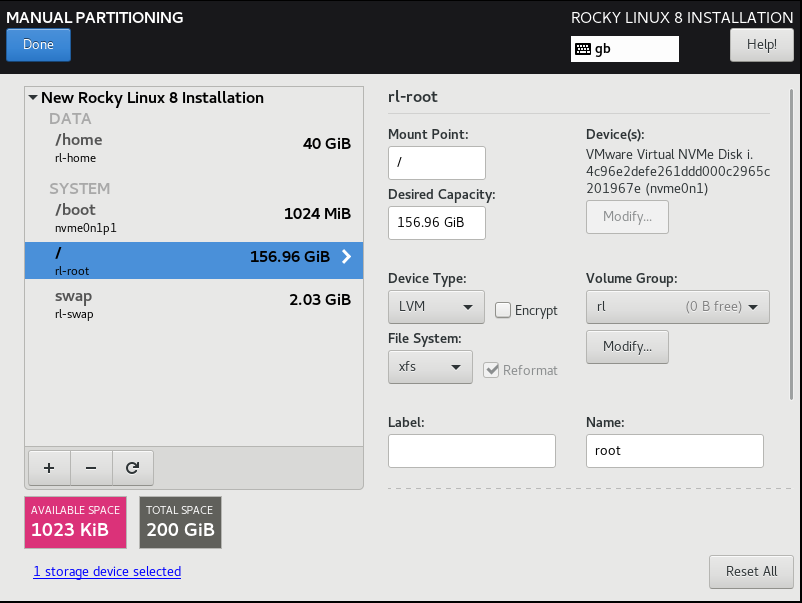 MANUAL PARTITIONING
ROCKY LINUX 8 INSTALLATION
Done
gb
Help!
New Rocky Linux 8 Installation
DATA
/home
40 GiB
rl-home
SYSTEM
/boot
1024 MiB
nvme0n1p1
/
156.96 GiB
rl-root
swap
2.03 GiB
rl-swap
+ −
AVAILABLE SPACE
1023 KiB
TOTAL SPACE
200 GiB
1 storage device selected
rl-root
Mount Point:
/
Desired Capacity:
156.96 GiB
Device(s):
VMware Virtual NVMe Disk i.
4c96e2defe261ddd000c2965c
201967e (nvme0n1)
Modify...
Device Type:
LVM
Encrypt
Volume Group:
rl (0 B free)
Modify...
File System:
xfs
Reformat
Label:
Name:
root
Reset All